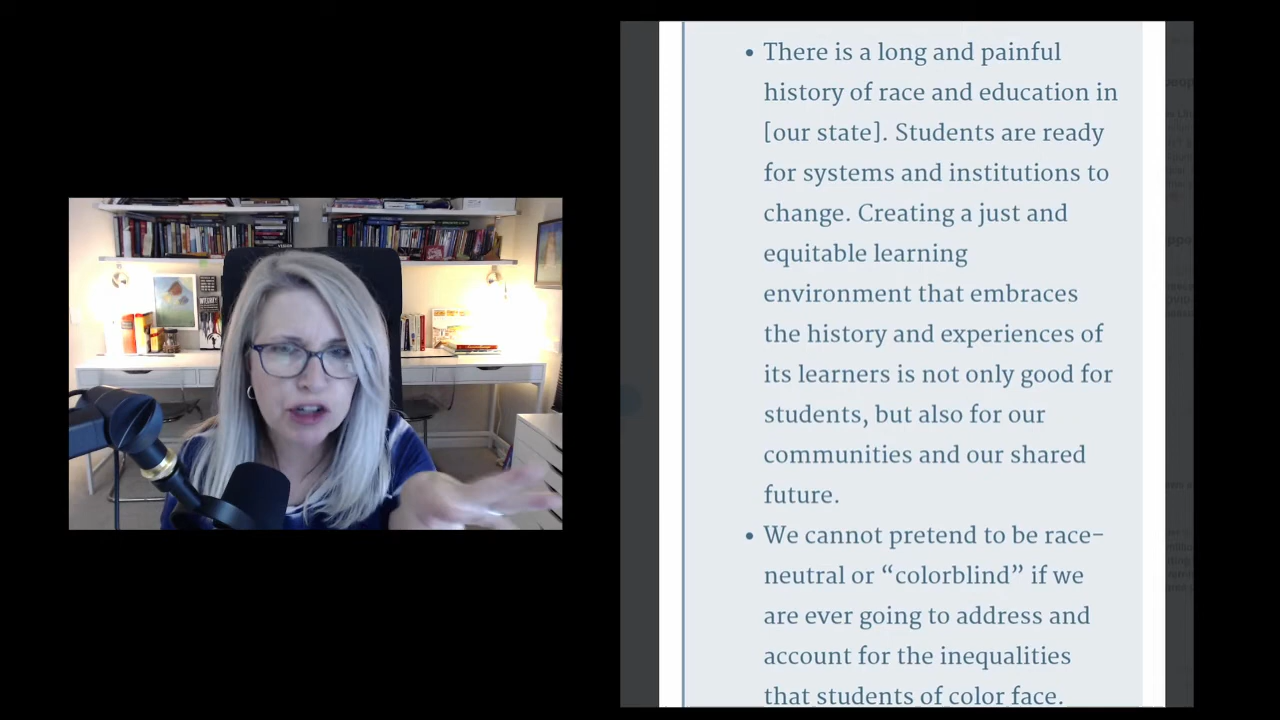 • There is a long and painful
history of race and education in
[our state]. Students are ready
for systems and institutions to
change. Creating a just and
equitable learning
environment that embraces
the history and experiences of
its learners is not only good for
students, but also for our
communities and our shared
future.
• We cannot pretend to be race-
neutral or “colorblind” if we
are ever going to address and
account for the inequalities
that students of color face.